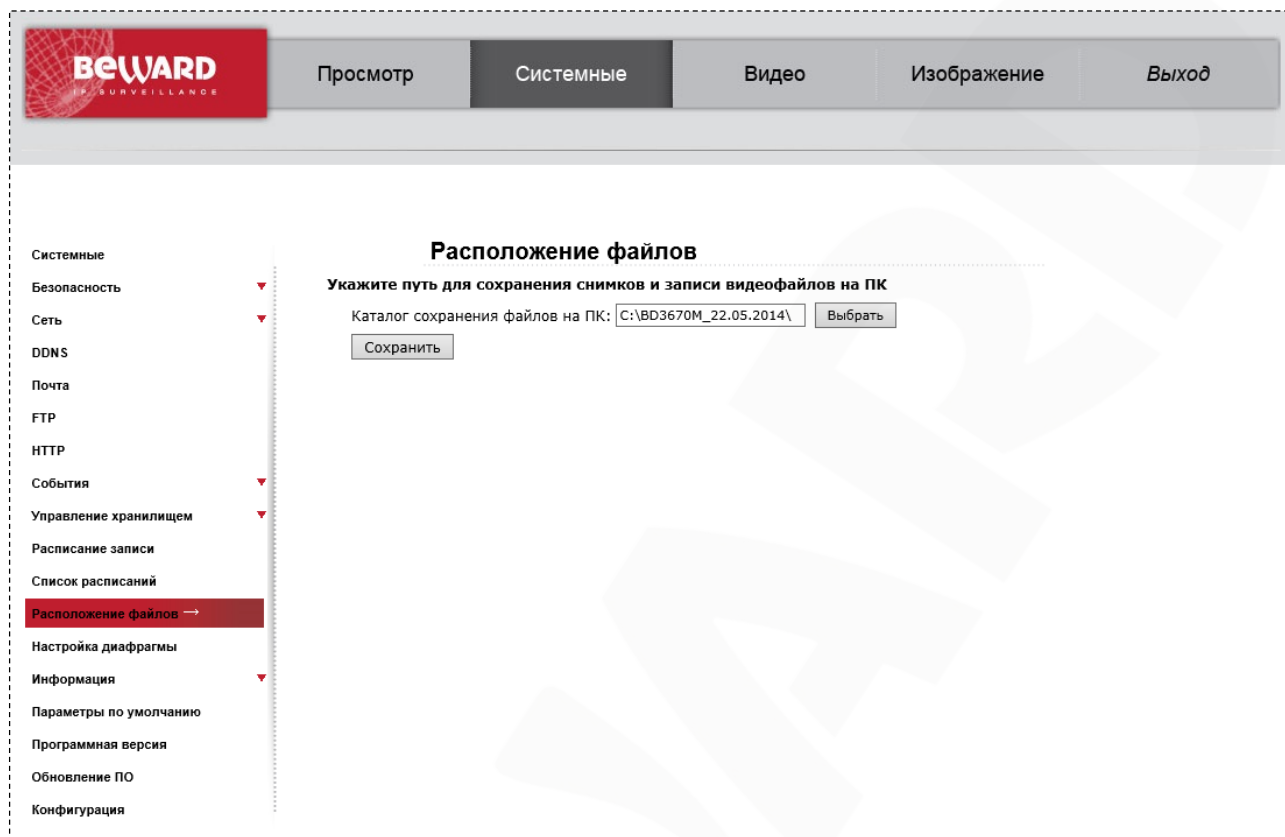 BEWARD
IP SURVEILLANCE
Просмотр
Системные
Видео
Изображение
Выход
Системные
Безопасность
Сеть
DDNS
Почта
FTP
HTTP
События
Управление хранилищем
Расписание записи
Список расписаний
Расположение файлов →
Настройка диафрагмы
Информация
Параметры по умолчанию
Программная версия
Обновление ПО
Конфигурация
Расположение файлов
Укажите путь для сохранения снимков и записи видеофайлов на ПК
Каталог сохранения файлов на ПК: C:\BD3670M_22.05.2014\ Выбрать
Сохранить